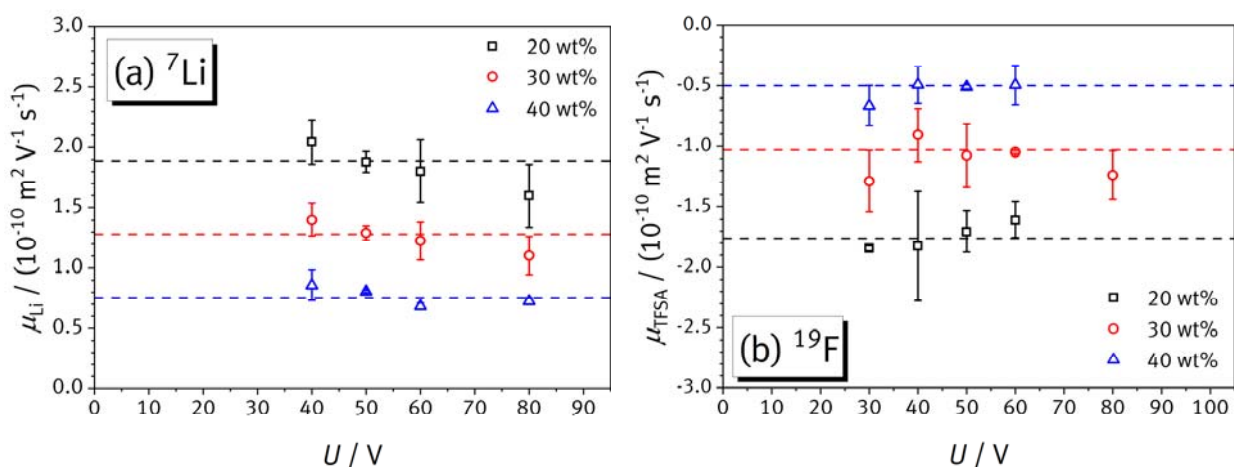 3.0
2.5
2.0
1.5
1.0
0.5
0.0
μLi / (10⁻¹⁰ m² V⁻¹ s⁻¹)
(a) ⁷Li
20 wt%
30 wt%
40 wt%
0 10 20 30 40 50 60 70 80 90
U / V
0.0
-0.5
-1.0
-1.5
-2.0
-2.5
-3.0
μTFSA / (10⁻¹⁰ m² V⁻¹ s⁻¹)
20 wt%
30 wt%
40 wt%
(b) ¹⁹F
0 10 20 30 40 50 60 70 80 90 100
U / V